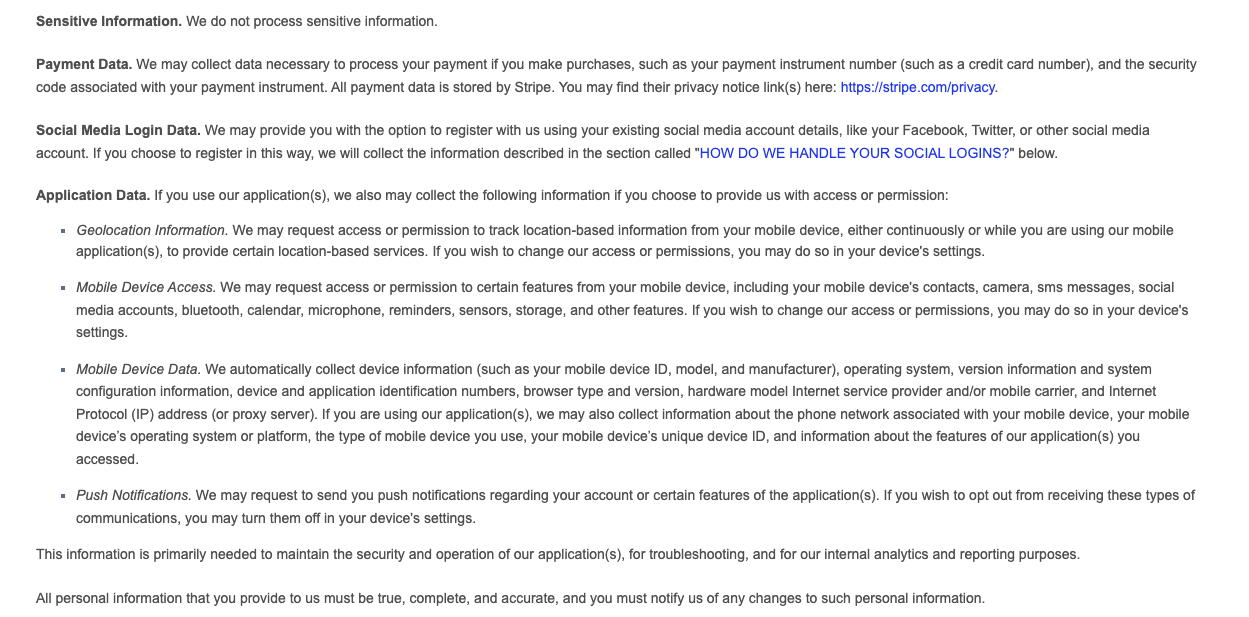 Sensitive Information. We do not process sensitive information.
Payment Data. We may collect data necessary to process your payment if you make purchases, such as your payment instrument number (such as a credit card number), and the security
code associated with your payment instrument. All payment data is stored by Stripe. You may find their privacy notice link(s) here: https://stripe.com/privacy.
Social Media Login Data. We may provide you with the option to register with us using your existing social media account details, like your Facebook, Twitter, or other social media
account. If you choose to register in this way, we will collect the information described in the section called "HOW DO WE HANDLE YOUR SOCIAL LOGINS?" below.
Application Data. If you use our application(s), we also may collect the following information if you choose to provide us with access or permission:
▪ Geolocation Information. We may request access or permission to track location-based information from your mobile device, either continuously or while you are using our mobile
application(s), to provide certain location-based services. If you wish to change our access or permissions, you may do so in your device's settings.
▪ Mobile Device Access. We may request access or permission to certain features from your mobile device, including your mobile device's contacts, camera, sms messages, social
media accounts, bluetooth, calendar, microphone, reminders, sensors, storage, and other features. If you wish to change our access or permissions, you may do so in your device's
settings.
▪ Mobile Device Data. We automatically collect device information (such as your mobile device ID, model, and manufacturer), operating system, version information and system
configuration information, device and application identification numbers, browser type and version, hardware model Internet service provider and/or mobile carrier, and Internet
Protocol (IP) address (or proxy server). If you are using our application(s), we may also collect information about the phone network associated with your mobile device, your mobile
device’s operating system or platform, the type of mobile device you use, your mobile device’s unique device ID, and information about the features of our application(s) you
accessed.
▪ Push Notifications. We may request to send you push notifications regarding your account or certain features of the application(s). If you wish to opt out from receiving these types of
communications, you may turn them off in your device’s settings.
This information is primarily needed to maintain the security and operation of our application(s), for troubleshooting, and for our internal analytics and reporting purposes.
All personal information that you provide to us must be true, complete, and accurate, and you must notify us of any changes to such personal information.